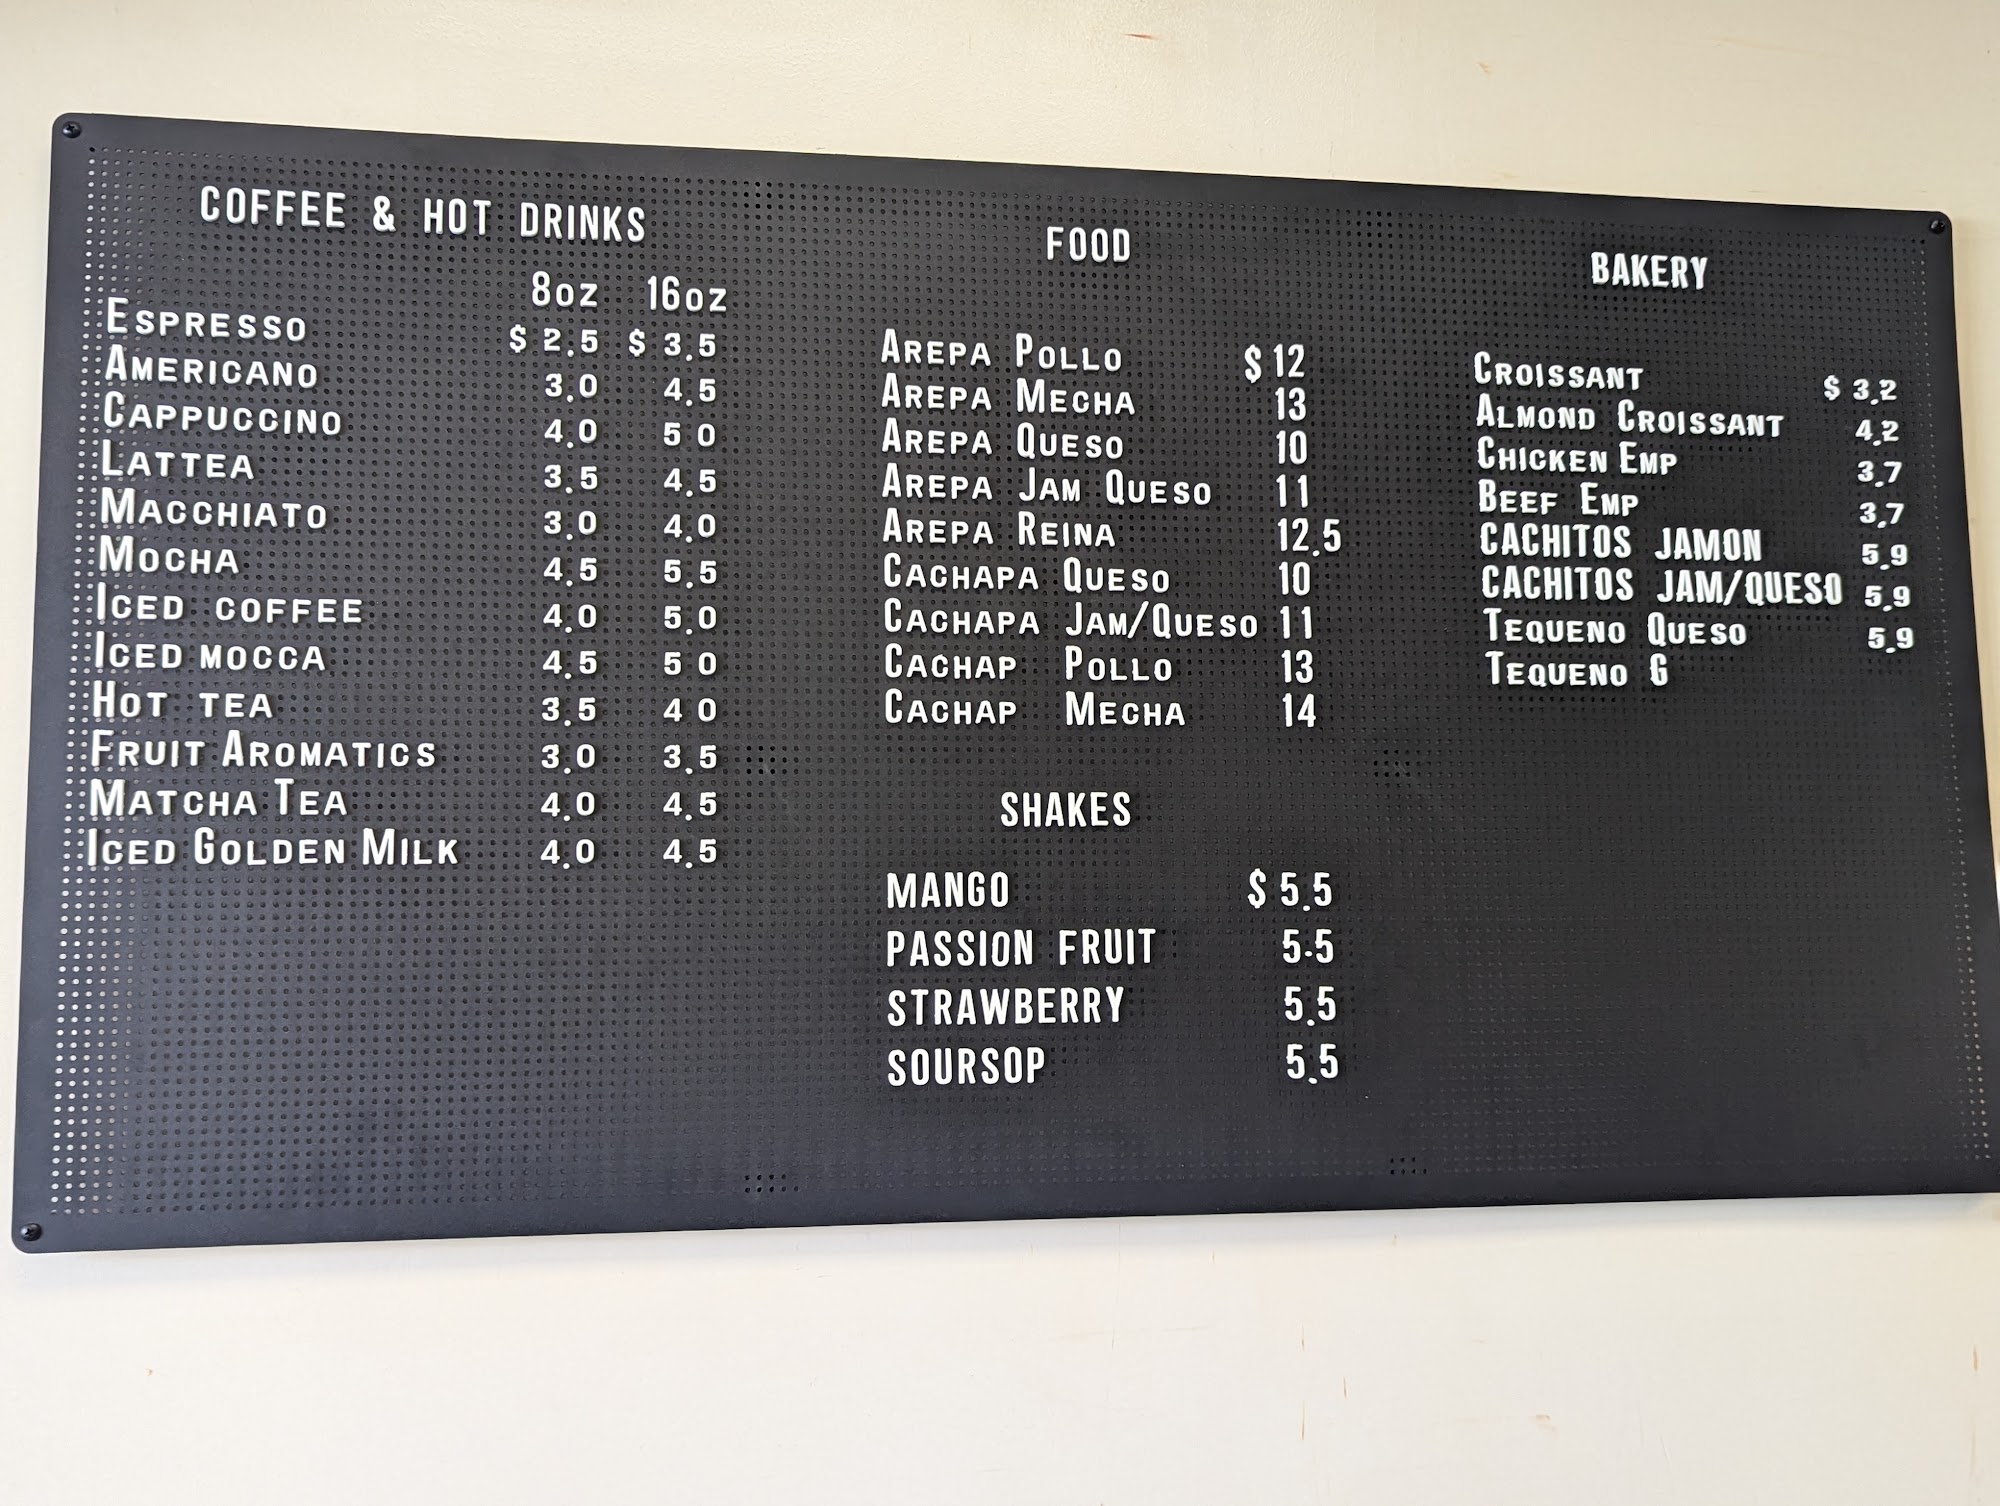 COFFEE & HOT DRINKS
8oz 16oz
ESPRESSO $ 2.5 $ 3.5
AMERICANO 3.0 4.5
CAPPUCCINO 4.0 5 0
LATTEA 3.5 4.5
MACCHIATO 3.0 4.0
MOCHA 4.5 5.5
ICED COFFEE 4.0 5.0
ICED MOCCA 4.5 5 0
HOT TEA 3.5 4 0
FRUIT AROMATICS 3.0 3.5
MATCHA TEA 4.0 4.5
ICED GOLDEN MILK 4.0 4.5
FOOD
AREPA POLLO $ 12
AREPA MECHA 13
AREPA QUESO 10
AREPA JAM QUESO 11
AREPA REINA 12.5
CACHAPA QUESO 10
CACHAPA JAM/QUESO 11
CACHAP POLLO 13
CACHAP MECHA 14
SHAKES
MANGO $ 5.5
PASSION FRUIT 5.5
STRAWBERRY 5.5
SOURSOP 5.5
BAKERY
CROISSANT $ 3.2
ALMOND CROISSANT 4.2
CHICKEN EMP 3.7
BEEF EMP 3.7
CACHITOS JAMON 5.9
CACHITOS JAM/QUESO 5.9
TEQUENO QUESO 5.9
TEQUENO G